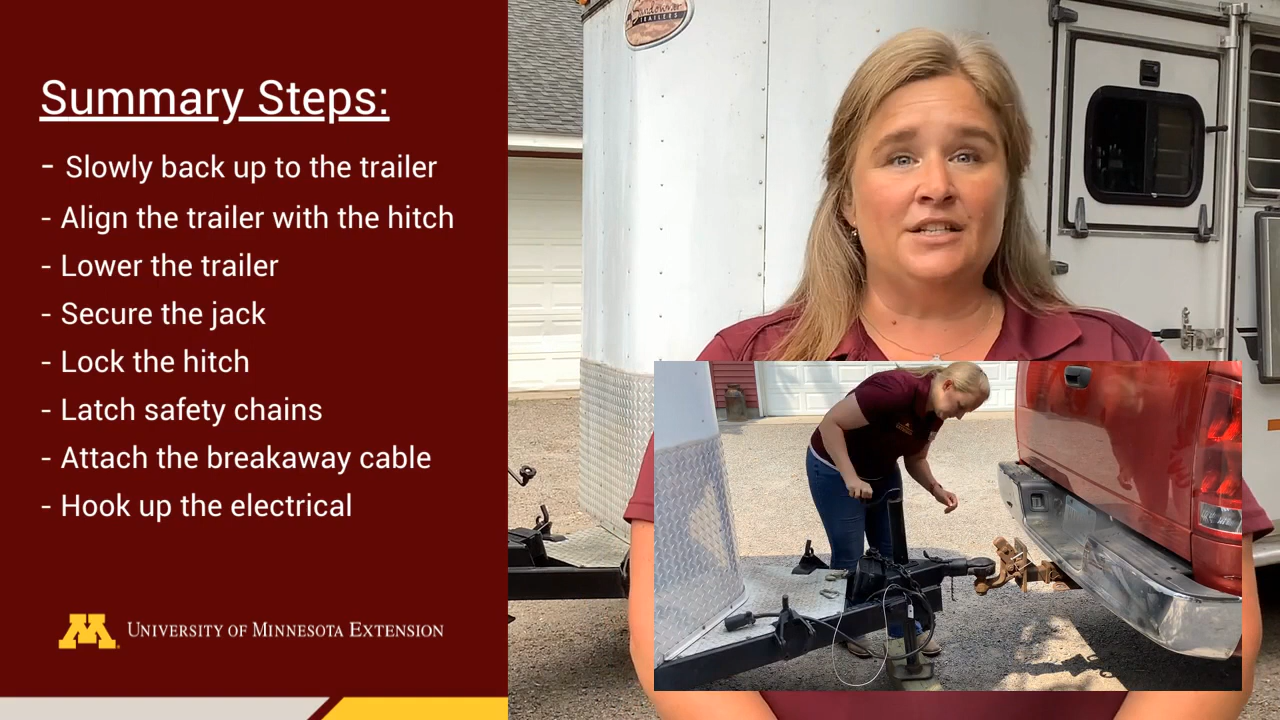 Summary Steps:
- Slowly back up to the trailer
- Align the trailer with the hitch
- Lower the trailer
- Secure the jack
- Lock the hitch
- Latch safety chains
- Attach the breakaway cable
- Hook up the electrical
M UNIVERSITY OF MINNESOTA EXTENSION
Sundowner
TRAILERS